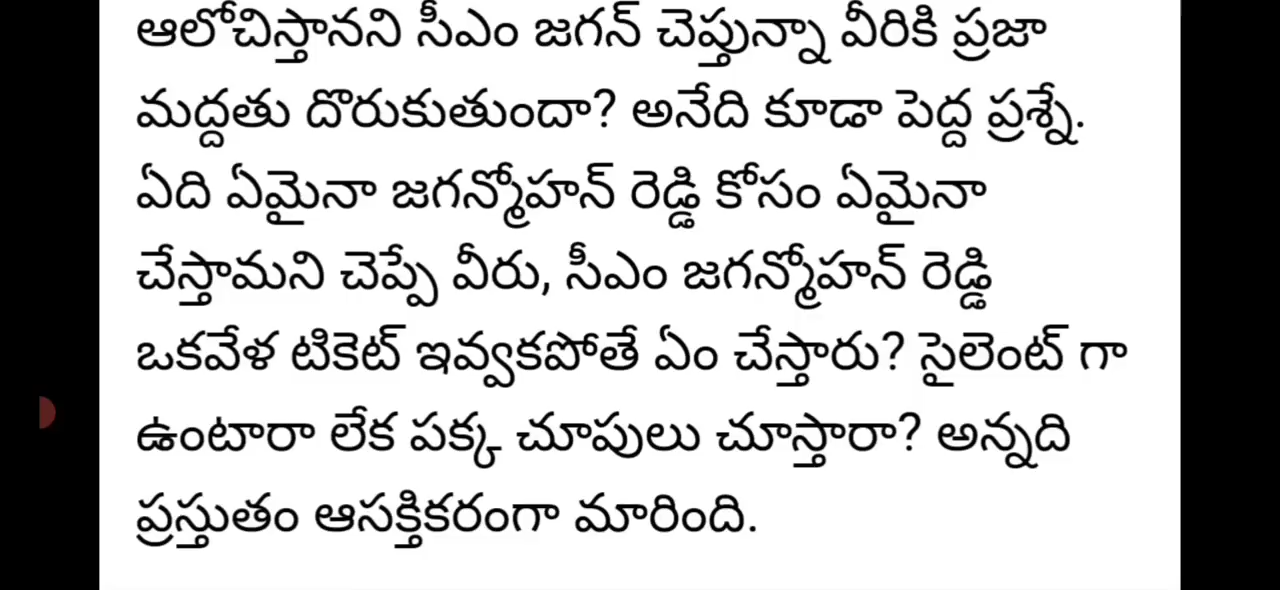 ఆలోచిస్తానని సీఎం జగన్ చెప్తున్నా వీరికి ప్రజా
మద్దతు దొరుకుతుందా? అనేది కూడా పెద్ద ప్రశ్నే.
ఏది ఏమైనా జగన్మోహన్ రెడ్డి కోసం ఏమైనా
చేస్తామని చెప్పే వీరు, సీఎం జగన్మోహన్ రెడ్డి
ఒకవేళ టికెట్ ఇవ్వకపోతే ఏం చేస్తారు? సైలెంట్ గా
ఉంటారా లేక పక్క చూపులు చూస్తారా? అన్నది
ప్రస్తుతం ఆసక్తికరంగా మారింది.